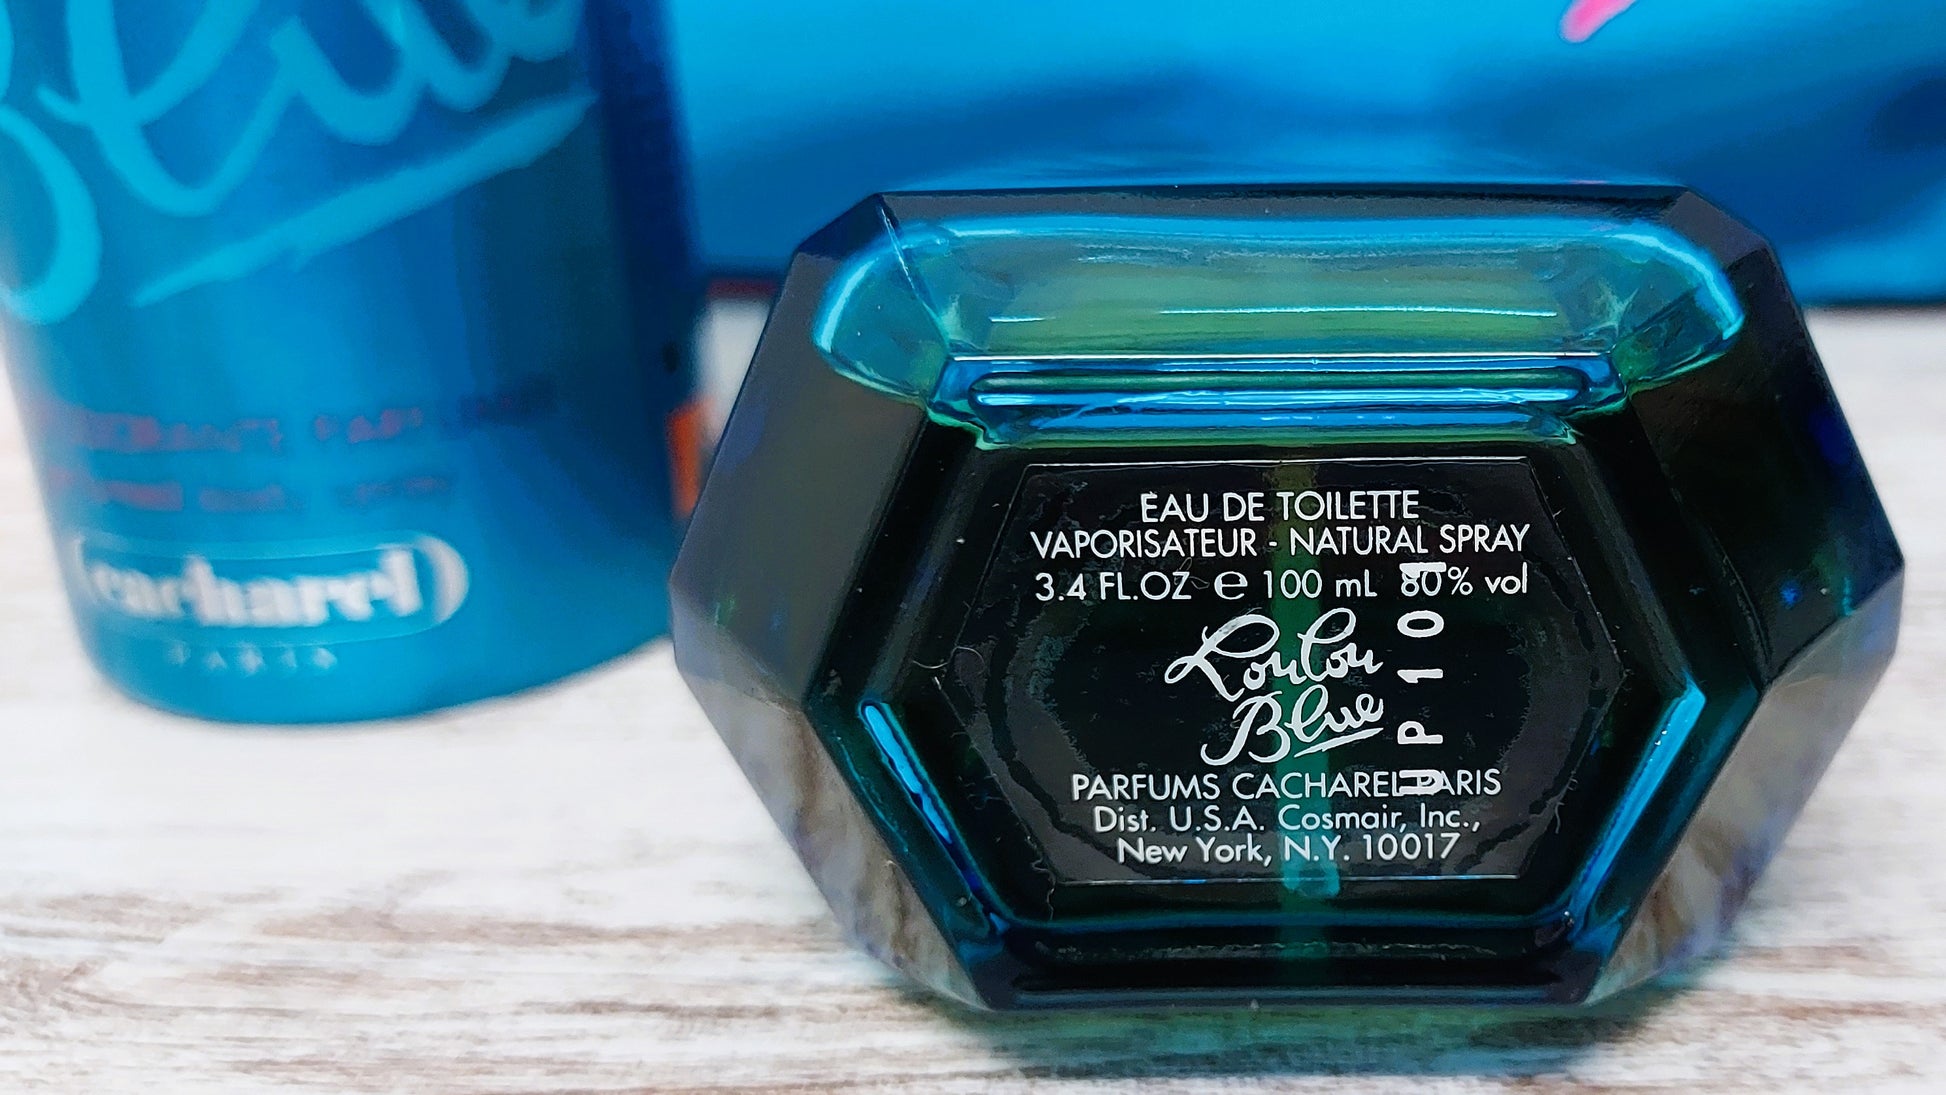 Blue
(cacharel)
PARIS
EAU DE TOILETTE
VAPORISATEUR - NATURAL SPRAY
3.4 FL.OZ ℮ 100 mL 80% vol
Loulou
Blue
PARFUMS CACHAREL PARIS
Dist. U.S.A. Cosmair, Inc.,
New York, N.Y. 10017